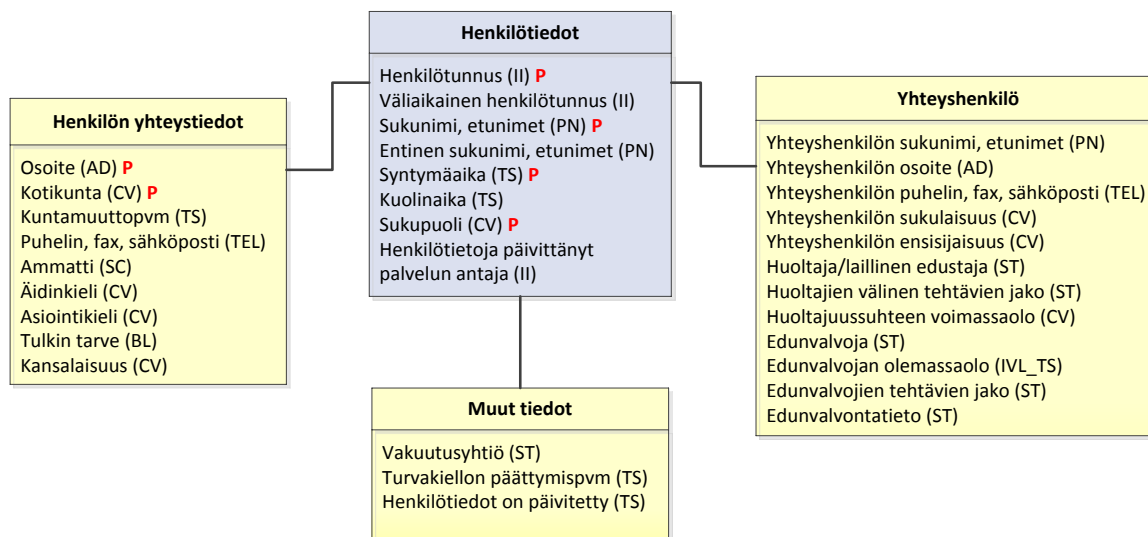 Henkilötiedot
Henkilötunnus (II) P
Väliaikainen henkilötunnus (II)
Sukunimi, etunimet (PN) P
Entinen sukunimi, etunimet (PN)
Syntymäaika (TS) P
Kuolinaika (TS)
Sukupuoli (CV) P
Henkilötietoja päivittänyt
palvelun antaja (II)
Henkilön yhteystiedot
Osoite (AD) P
Kotikunta (CV) P
Kuntamuuttopvm (TS)
Puhelin, fax, sähköposti (TEL)
Ammatti (SC)
Äidinkieli (CV)
Asiointikieli (CV)
Tulkin tarve (BL)
Kansalaisuus (CV)
Yhteyshenkilö
Yhteyshenkilön sukunimi, etunimet (PN)
Yhteyshenkilön osoite (AD)
Yhteyshenkilön puhelin, fax, sähköposti (TEL)
Yhteyshenkilön sukulaisuus (CV)
Yhteyshenkilön ensisijaisuus (CV)
Huoltaja/laillinen edustaja (ST)
Huoltajien välinen tehtävien jako (ST)
Huoltajuussuhteen voimassaolo (CV)
Edunvalvoja (ST)
Edunvalvojan olemassaolo (IVL_TS)
Edunvalvojien tehtävien jako (ST)
Edunvalvontatieto (ST)
Muut tiedot
Vakuutusyhtiö (ST)
Turvakiellon päättymispvm (TS)
Henkilötiedot on päivitetty (TS)